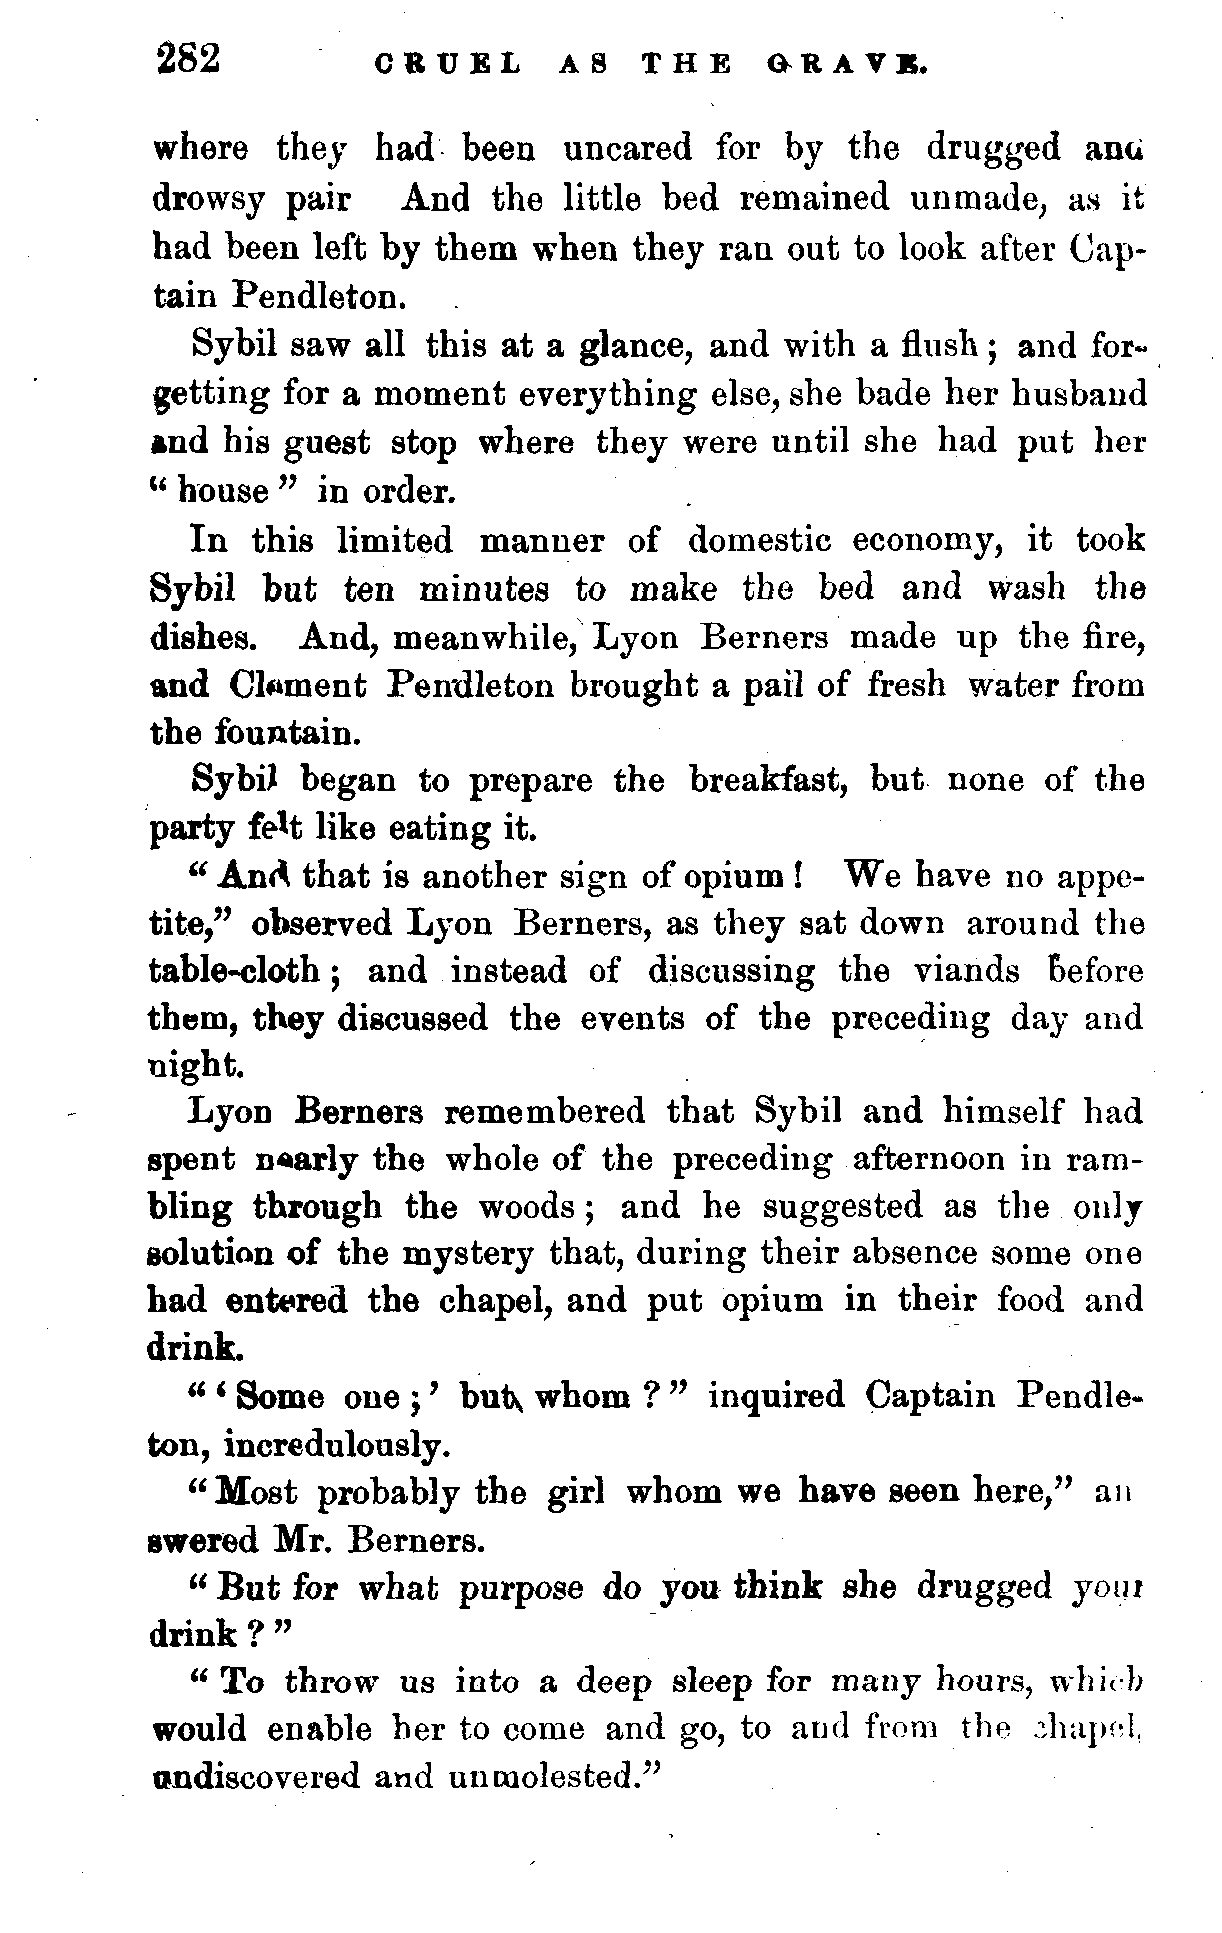 282 CRUEL AS THE GRAVE.
where they had been uncared for by the drugged and
drowsy pair And the little bed remained unmade, as it
had been left by them when they ran out to look after Cap-
tain Pendleton.
Sybil saw all this at a glance, and with a flush; and for-
getting for a moment everything else, she bade her husband
and his guest stop where they were until she had put her
“house” in order.
In this limited manner of domestic economy, it took
Sybil but ten minutes to make the bed and wash the
dishes. And, meanwhile, Lyon Berners made up the fire,
and Clement Pendleton brought a pail of fresh water from
the fountain.
Sybil began to prepare the breakfast, but none of the
party felt like eating it.
“And that is another sign of opium! We have no appe-
tite,” observed Lyon Berners, as they sat down around the
table-cloth; and instead of discussing the viands before
them, they discussed the events of the preceding day and
night.
Lyon Berners remembered that Sybil and himself had
spent nearly the whole of the preceding afternoon in ram-
bling through the woods; and he suggested as the only
solution of the mystery that, during their absence some one
had entered the chapel, and put opium in their food and
drink.
“‘Some one;’ but whom?” inquired Captain Pendle-
ton, incredulously.
“Most probably the girl whom we have seen here,” an
swered Mr. Berners.
“But for what purpose do you think she drugged your
drink?”
“To throw us into a deep sleep for many hours, which
would enable her to come and go, to and from the chapel,
undiscovered and unmolested.”